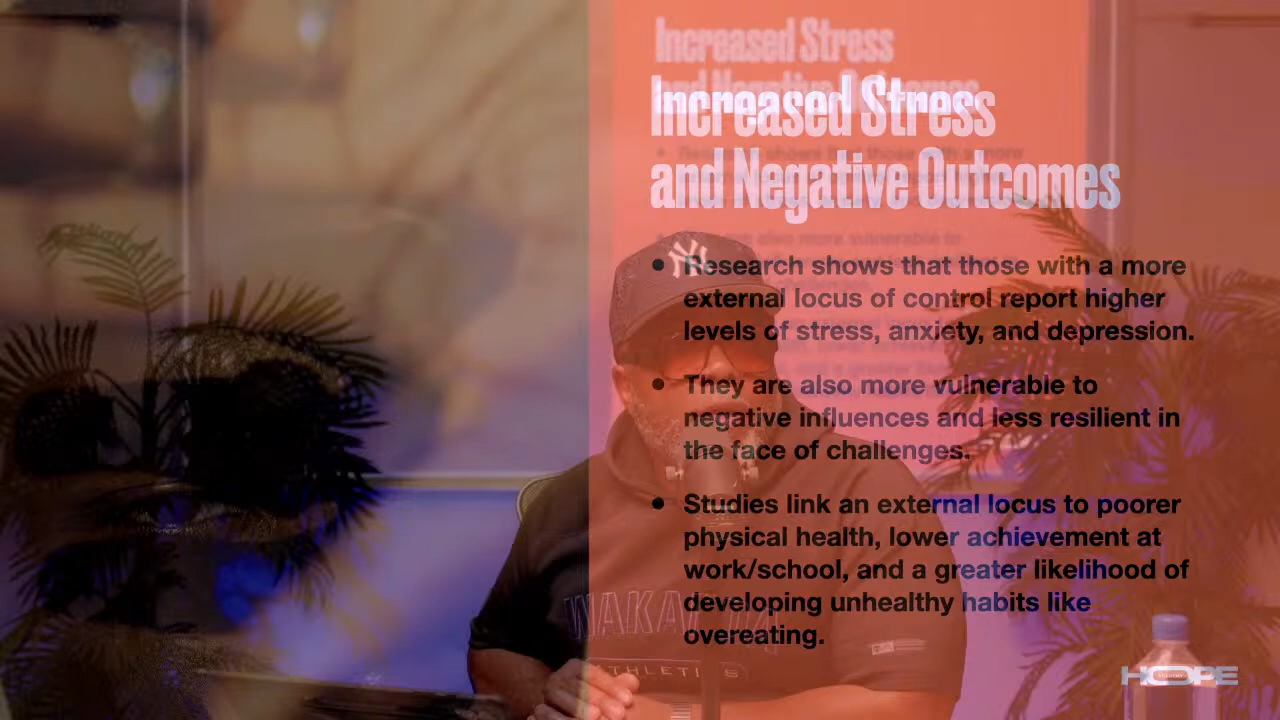 Increased Stress
Increased Stress
and Negative Outcomes
NY
• Research shows that those with a more
external locus of control report higher
levels of stress, anxiety, and depression.
• They are also more vulnerable to
negative influences and less resilient in
the face of challenges.
• Studies link an external locus to poorer
physical health, lower achievement at
work/school, and a greater likelihood of
developing unhealthy habits like
overeating.
HOPE